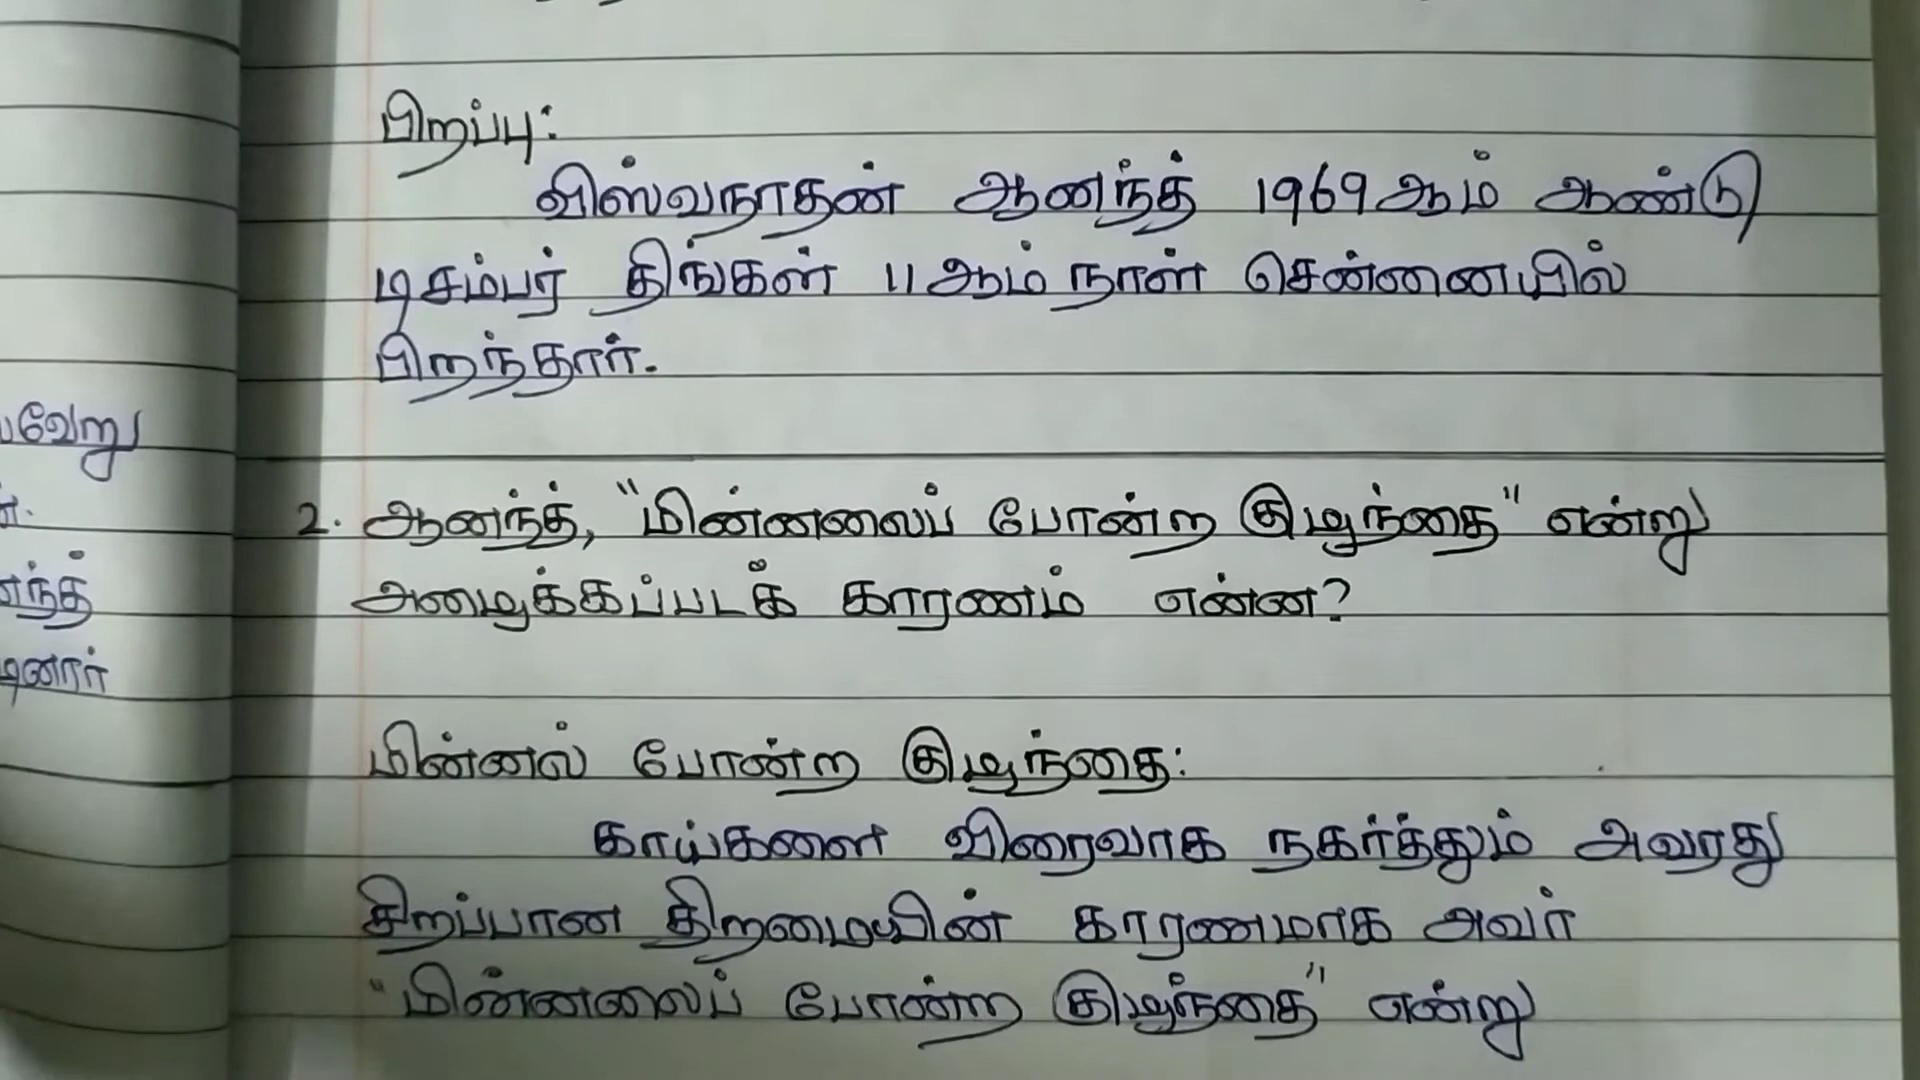 பிறப்பு:
விஸ்வநாதன் ஆனந்த் 1969ஆம் ஆண்டு
டிசம்பர் திங்கள் 11ஆம் நாள் சென்னையில்
பிறந்தார்.
2. ஆனந்த், "மின்னலைப் போன்ற குழந்தை" என்று
அழைக்கப்படக் காரணம் என்ன?
மின்னல் போன்ற குழந்தை:
காய்களை விரைவாக நகர்த்தும் அவரது
சிறப்பான திறமையின் காரணமாக அவர்
"மின்னலைப் போன்ற குழந்தை" என்று